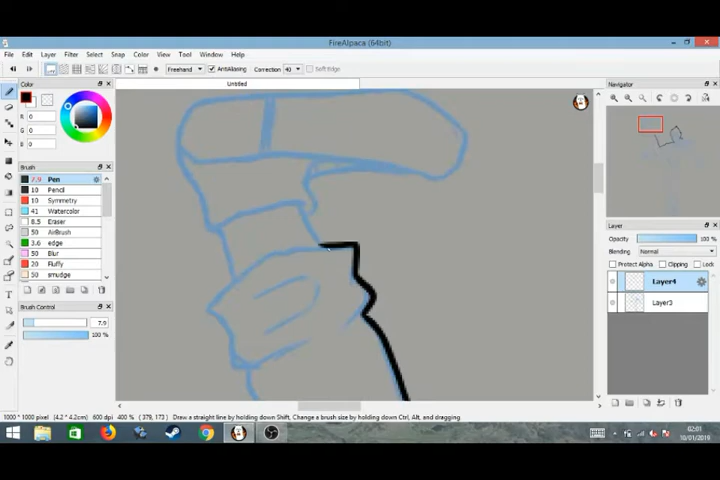 FireAlpaca (64bit)
File Edit Layer Filter Select Snap Color View Tool Window Help
Freehand AntiAliasing Correction 40 Soft Edge
Untitled
Color
R 0
G 0
B 0
Brush
7.9 Pen
10 Pencil
10 Symmetry
41 Watercolor
8.5 Eraser
50 AirBrush
3.6 edge
50 Blur
20 Fluffy
50 smudge
Brush Control
7.9
100 %
Navigator
Layer
Opacity 100 %
Blending Normal
Protect Alpha Clipping Lock
Layer4
Layer3
1000 * 1000 pixel (4.2 * 4.2cm) 600 dpi 400 % (379, 173) Draw a straight line by holding down Shift, Change a brush size by holding down Ctrl, Alt, and dragging.
02:01
10/01/2019